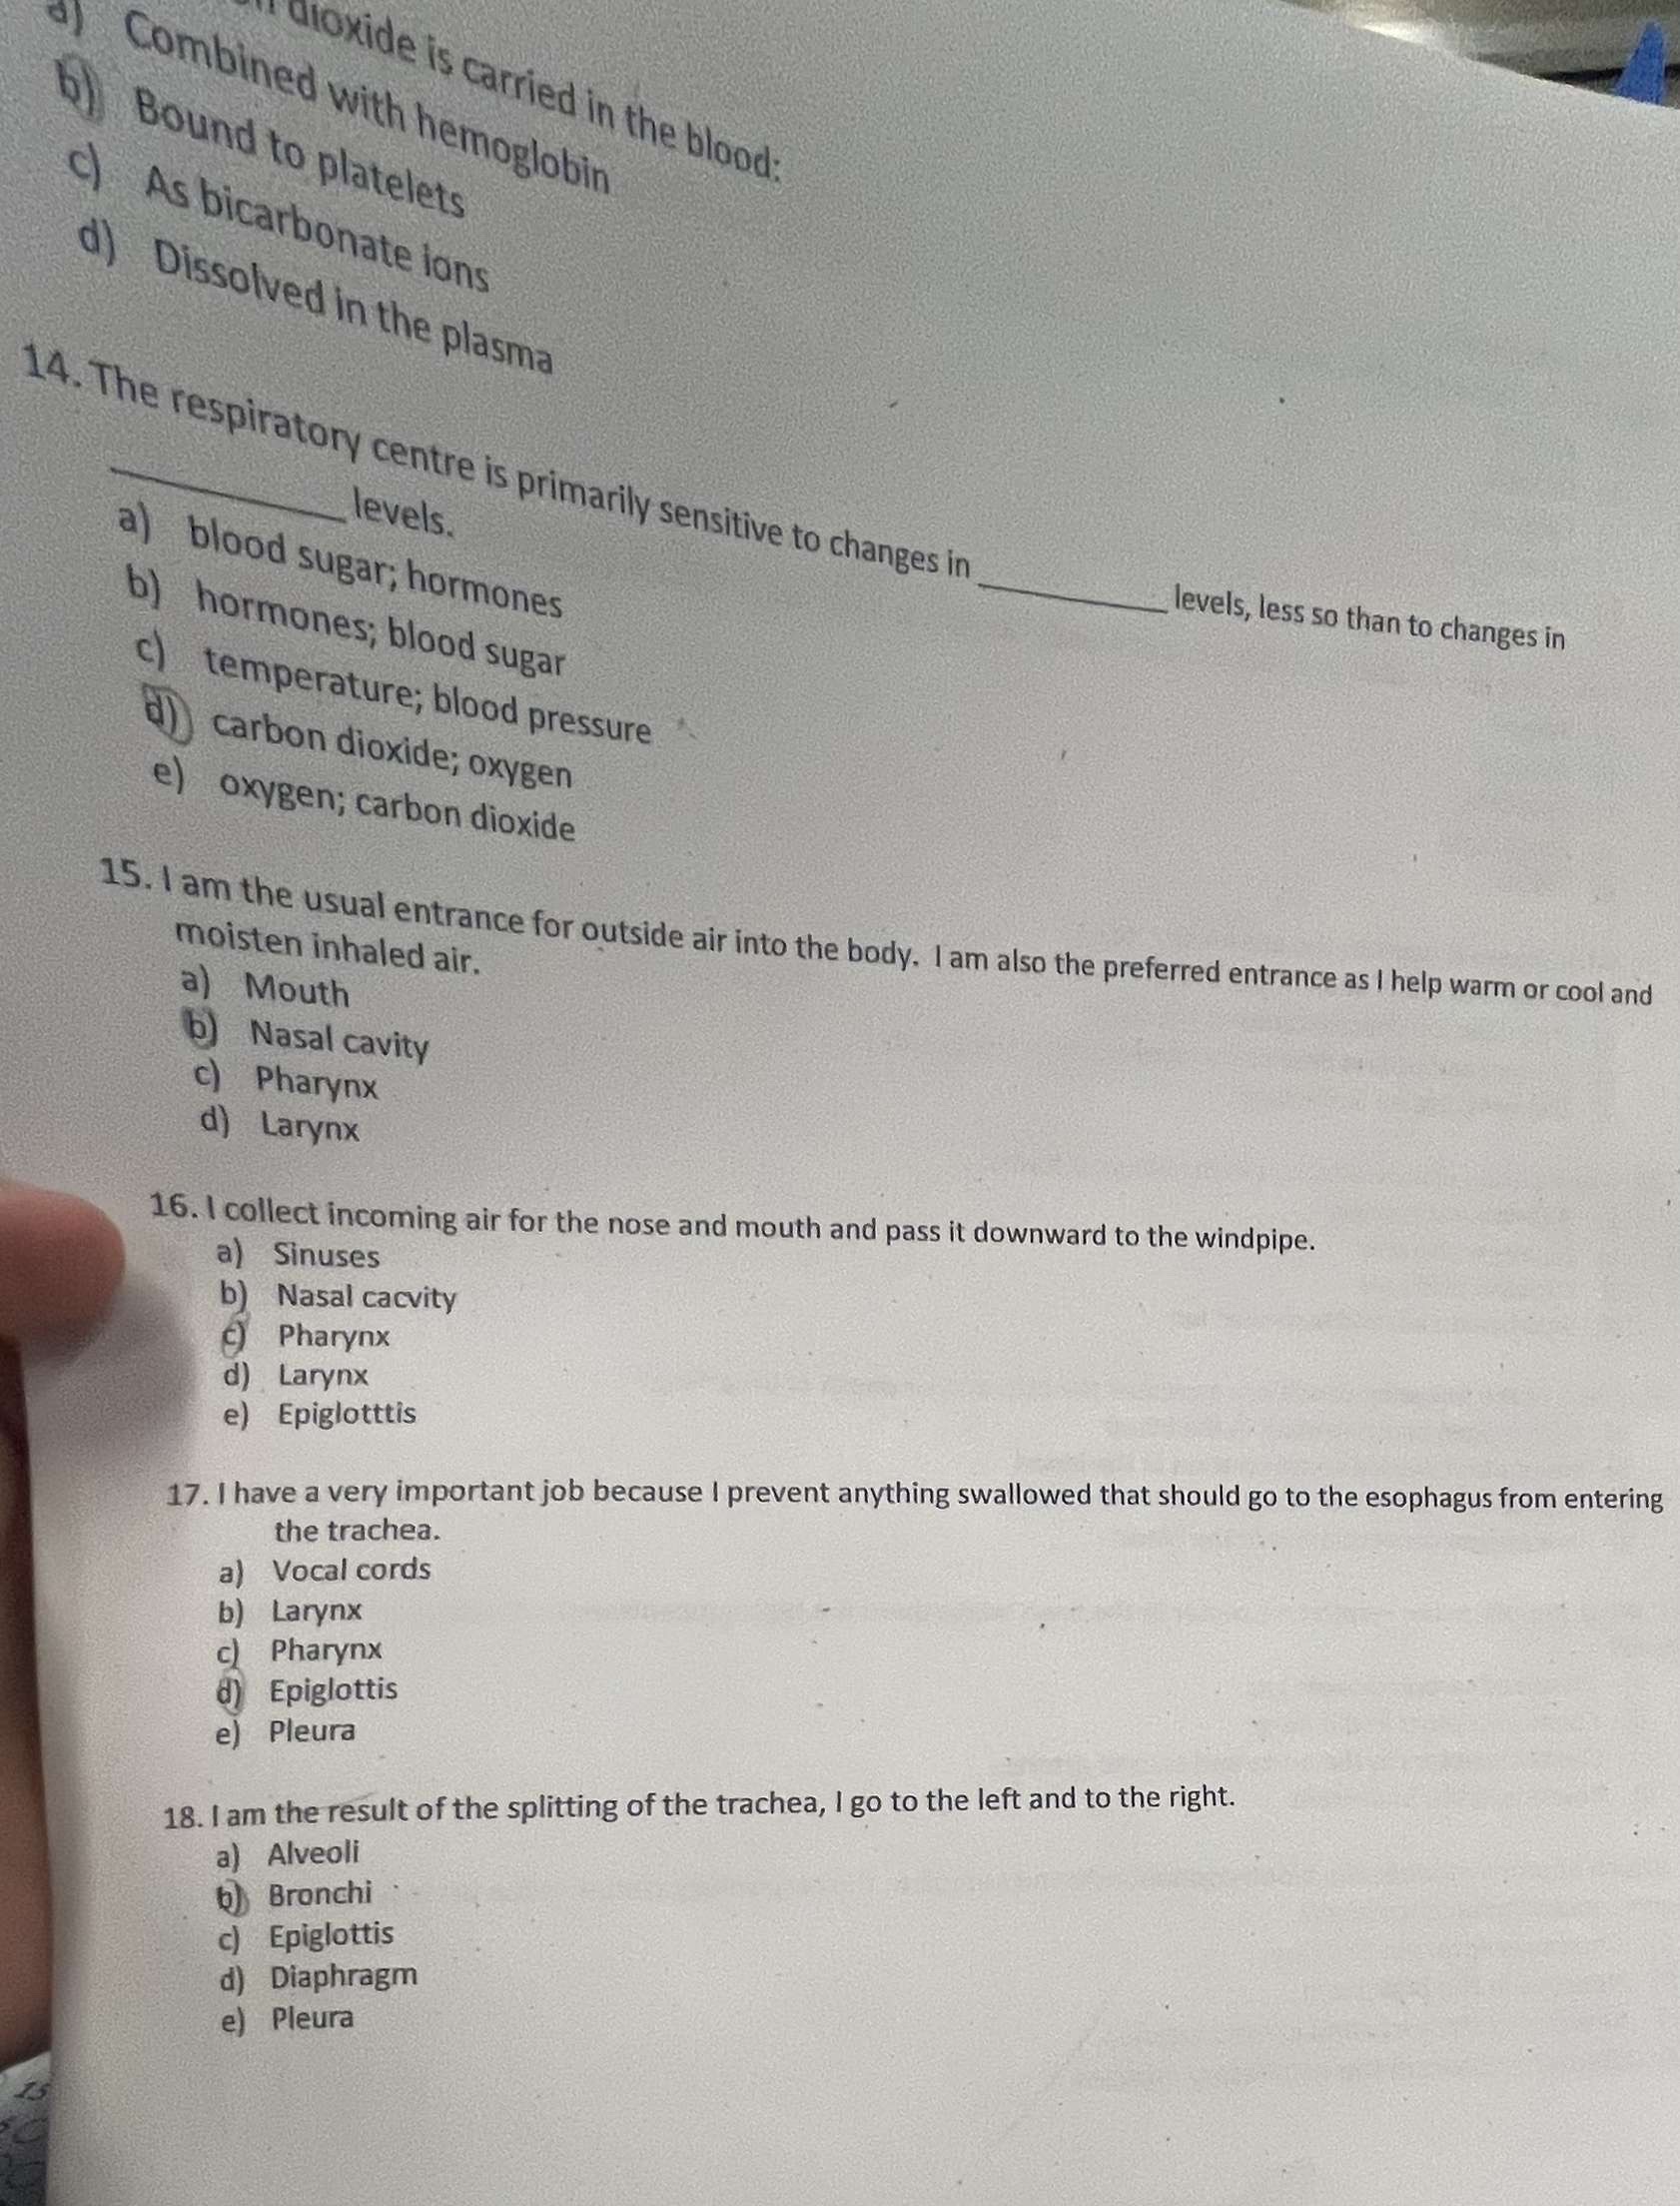 dioxide is carried in the blood:
a) Combined with hemoglobin
b) Bound to platelets
c) As bicarbonate ions
d) Dissolved in the plasma
14. The respiratory centre is primarily sensitive to changes in __________ levels, less so than to changes in
__________ levels.
a) blood sugar; hormones
b) hormones; blood sugar
c) temperature; blood pressure
d) carbon dioxide; oxygen
e) oxygen; carbon dioxide
15. I am the usual entrance for outside air into the body. I am also the preferred entrance as I help warm or cool and
moisten inhaled air.
a) Mouth
b) Nasal cavity
c) Pharynx
d) Larynx
16. I collect incoming air for the nose and mouth and pass it downward to the windpipe.
a) Sinuses
b) Nasal cacvity
c) Pharynx
d) Larynx
e) Epiglotttis
17. I have a very important job because I prevent anything swallowed that should go to the esophagus from entering
the trachea.
a) Vocal cords
b) Larynx
c) Pharynx
d) Epiglottis
e) Pleura
18. I am the result of the splitting of the trachea, I go to the left and to the right.
a) Alveoli
b) Bronchi
c) Epiglottis
d) Diaphragm
e) Pleura
15